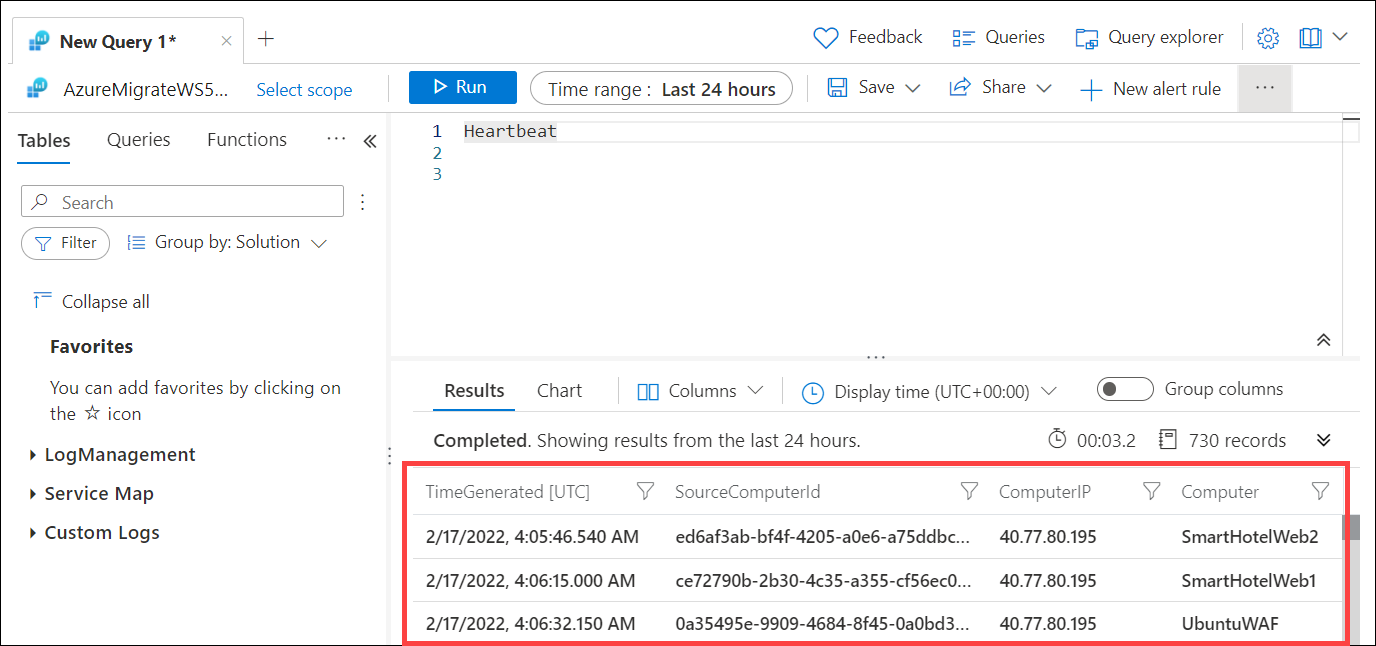 New Query 1*
Feedback Queries Query explorer
AzureMigrateWS5... Select scope Run Time range : Last 24 hours Save Share New alert rule ...
Tables Queries Functions ...
Search
Filter Group by: Solution
Collapse all
Favorites
You can add favorites by clicking on
the ☆ icon
LogManagement
Service Map
Custom Logs
1 Heartbeat
2
3
Results Chart Columns Display time (UTC+00:00) Group columns
Completed. Showing results from the last 24 hours. 00:03.2 730 records
TimeGenerated [UTC] SourceComputerId ComputerIP Computer
2/17/2022, 4:05:46.540 AM ed6af3ab-bf4f-4205-a0e6-a75ddbc... 40.77.80.195 SmartHotelWeb2
2/17/2022, 4:06:15.000 AM ce72790b-2b30-4c35-a355-cf56ec0... 40.77.80.195 SmartHotelWeb1
2/17/2022, 4:06:32.150 AM 0a35495e-9909-4684-8f45-0a0bd3... 40.77.80.195 UbuntuWAF